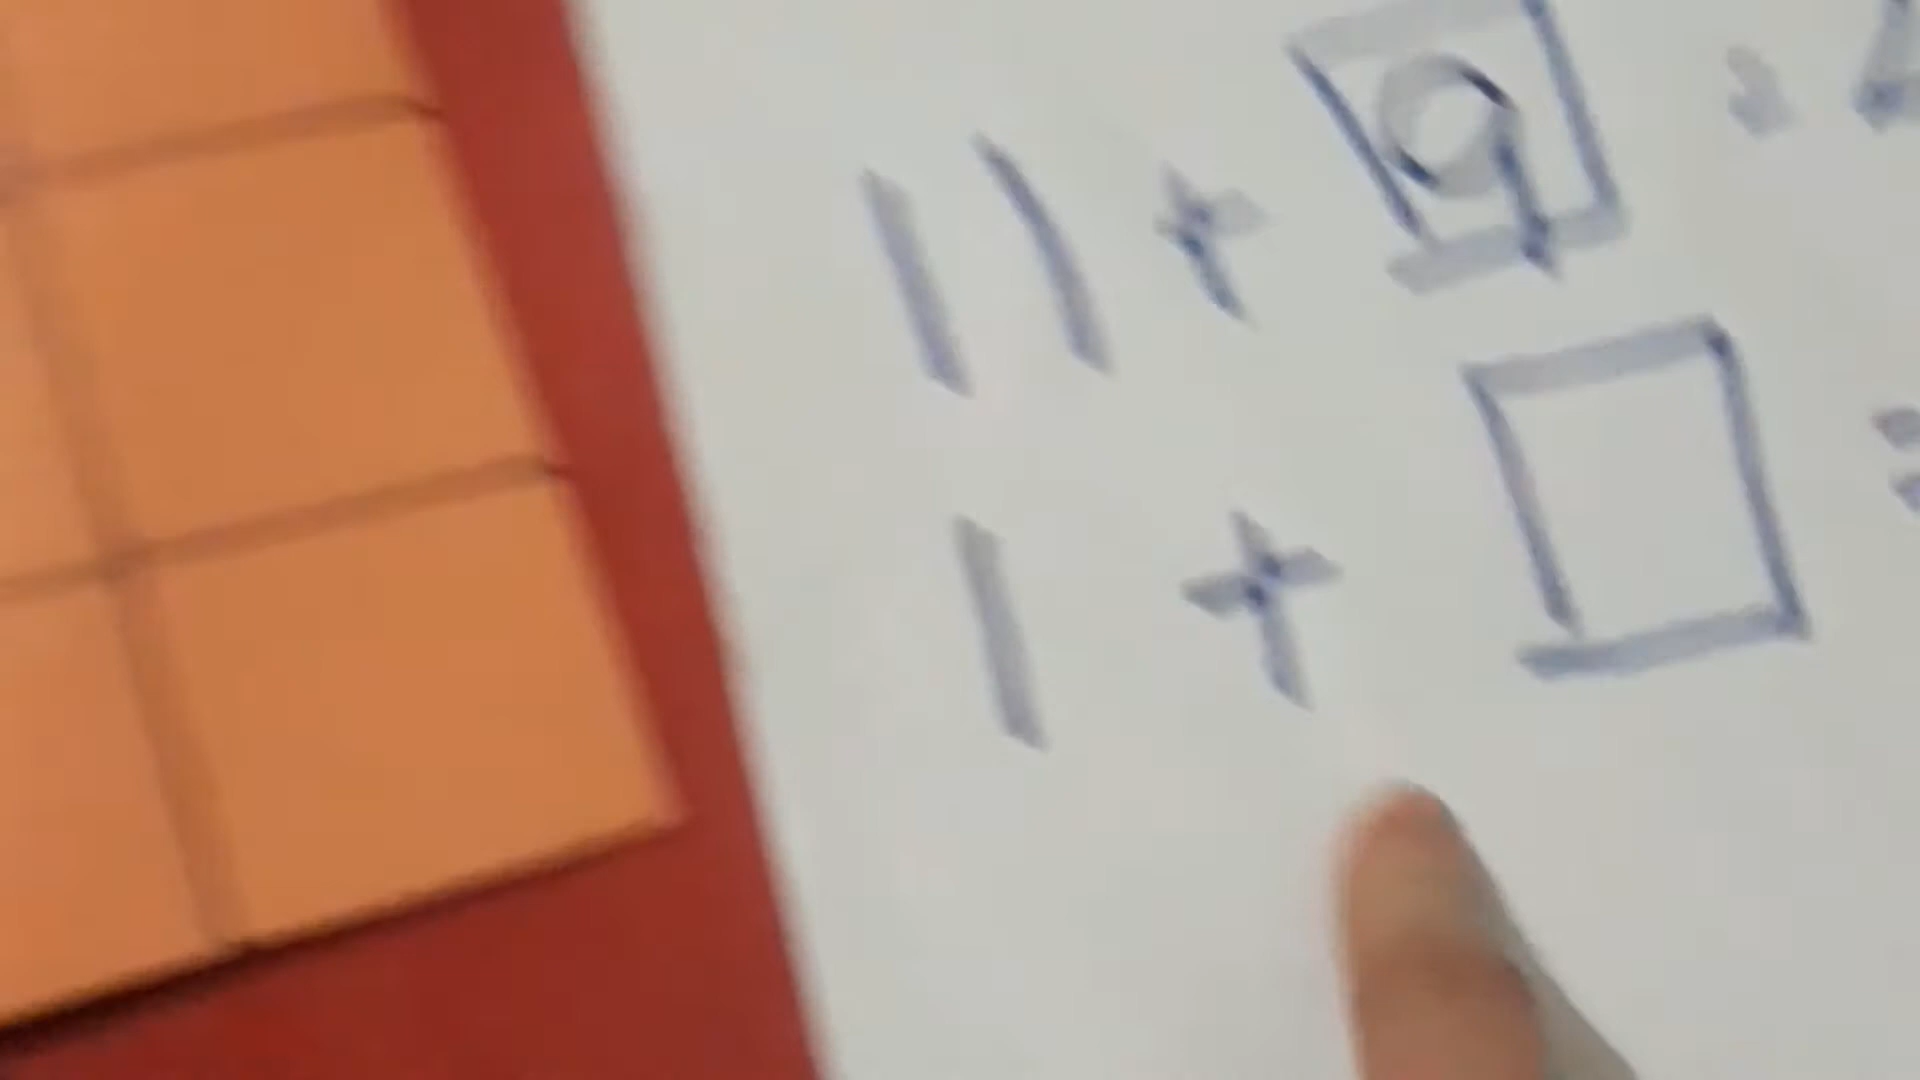 11 + 9
1 + □ =